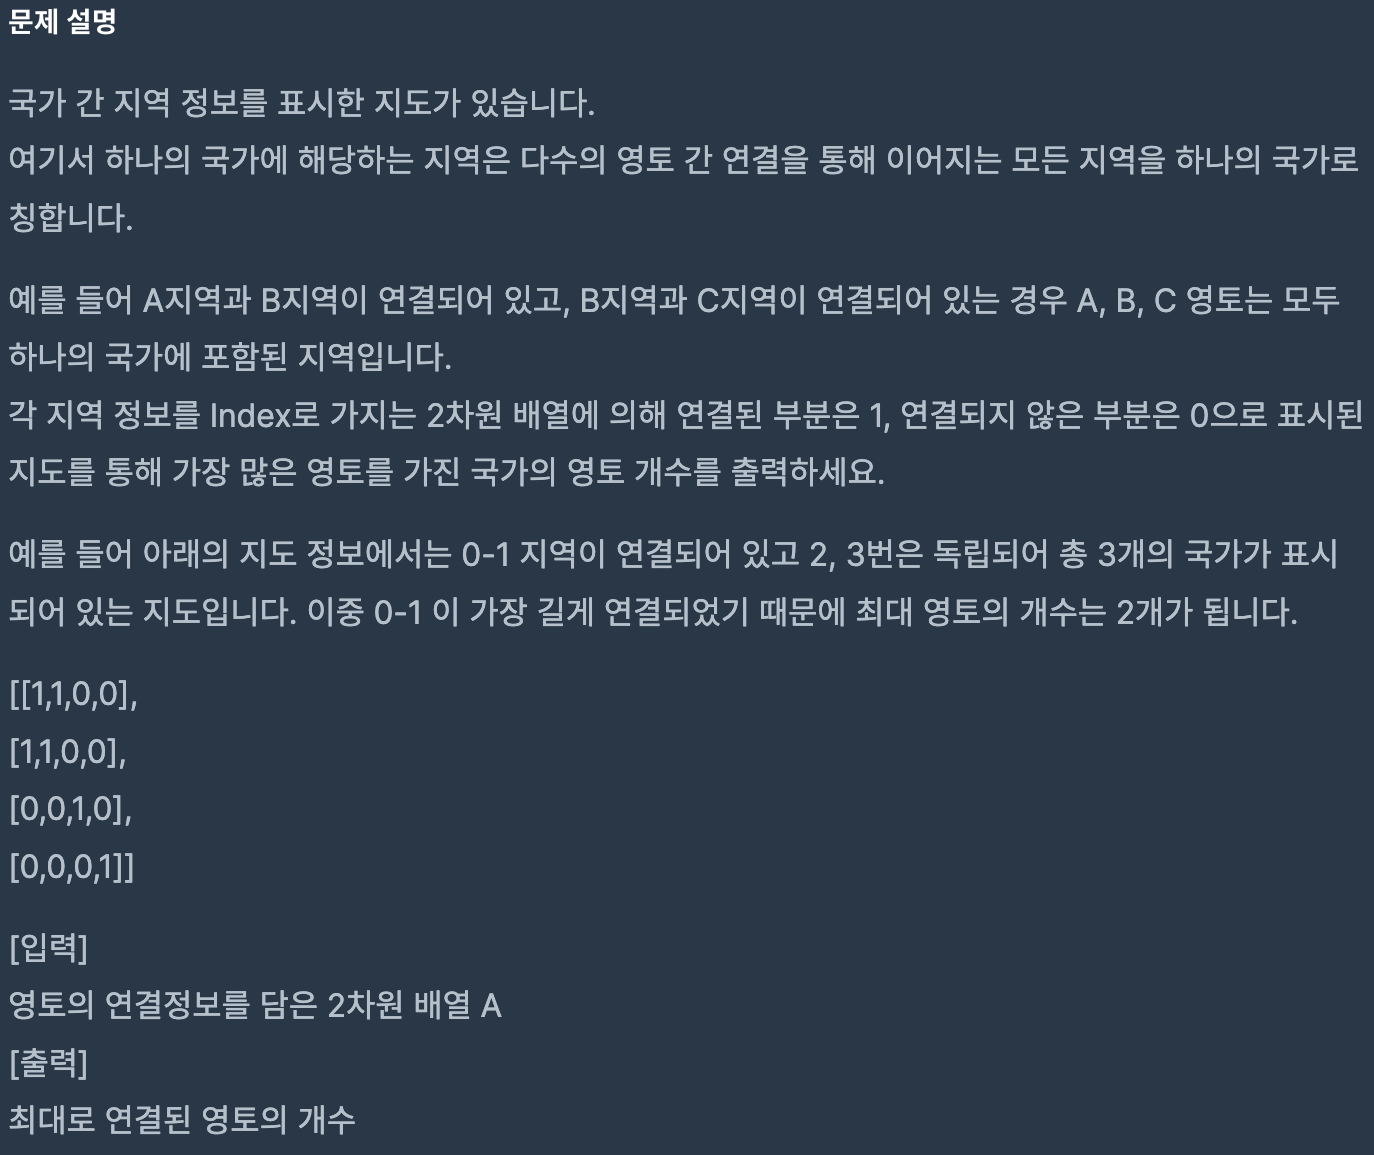 문제 설명
국가 간 지역 정보를 표시한 지도가 있습니다.
여기서 하나의 국가에 해당하는 지역은 다수의 영토 간 연결을 통해 이어지는 모든 지역을 하나의 국가로
칭합니다.
예를 들어 A지역과 B지역이 연결되어 있고, B지역과 C지역이 연결되어 있는 경우 A, B, C 영토는 모두
하나의 국가에 포함된 지역입니다.
각 지역 정보를 Index로 가지는 2차원 배열에 의해 연결된 부분은 1, 연결되지 않은 부분은 0으로 표시된
지도를 통해 가장 많은 영토를 가진 국가의 영토 개수를 출력하세요.
예를 들어 아래의 지도 정보에서는 0-1 지역이 연결되어 있고 2, 3번은 독립되어 총 3개의 국가가 표시
되어 있는 지도입니다. 이중 0-1 이 가장 길게 연결되었기 때문에 최대 영토의 개수는 2개가 됩니다.
[[1,1,0,0],
[1,1,0,0],
[0,0,1,0],
[0,0,0,1]]
[입력]
영토의 연결정보를 담은 2차원 배열 A
[출력]
최대로 연결된 영토의 개수